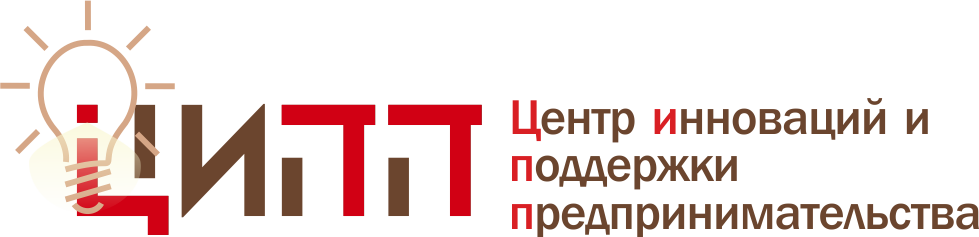 ЦИПП
Центр инноваций и
поддержки
предпринимательства